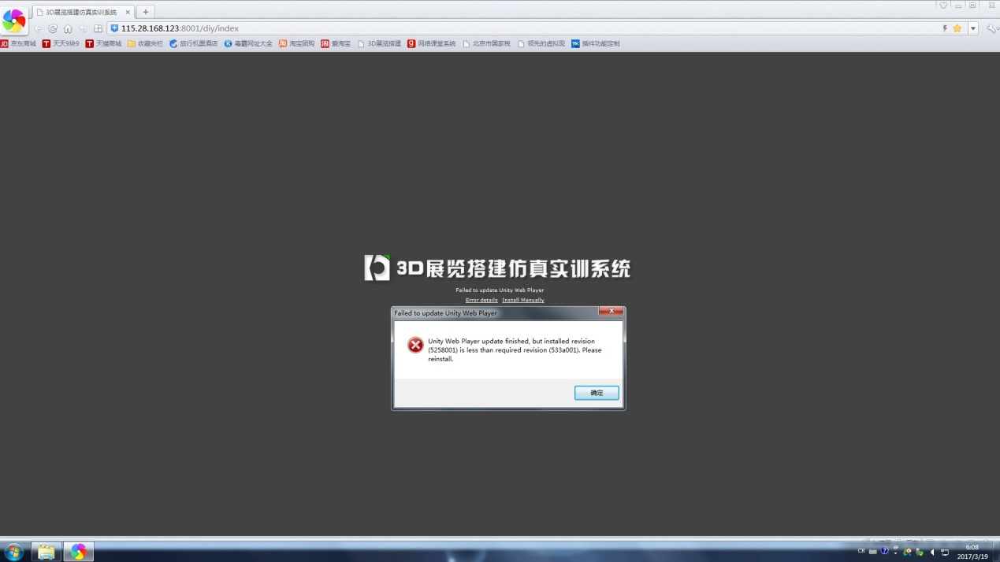 3D展览搭建仿真实训系统
115.28.168.123:8001/diy/index
京东商城 天天9块9 天猫商城 收藏夹栏 旅行机票酒店 毒霸网址大全 淘宝团购 爱淘宝 3D展览搭建 网络课堂系统 北京市国家税 领先的虚拟现 插件功能定制
3D展览搭建仿真实训系统
Failed to update Unity Web Player
Error details Install Manually
Failed to update Unity Web Player
Unity Web Player update finished, but installed revision
(5258001) is less than required revision (533a001). Please
reinstall.
确定
CH
6:08
2017/3/19